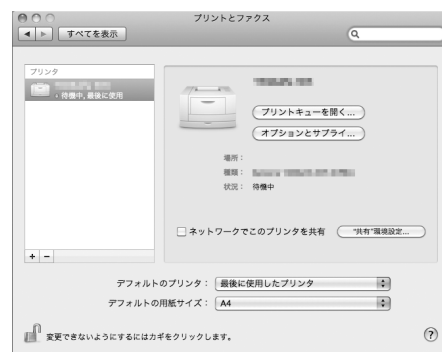 プリントとファクス
すべてを表示
プリンタ
• 待機中, 最後に使用
プリントキューを開く...
オプションとサプライ...
場所：
種類：
状況： 待機中
ネットワークでこのプリンタを共有
"共有"環境設定...
+ −
デフォルトのプリンタ： 最後に使用したプリンタ
デフォルトの用紙サイズ： A4
変更できないようにするにはカギをクリックします。
?